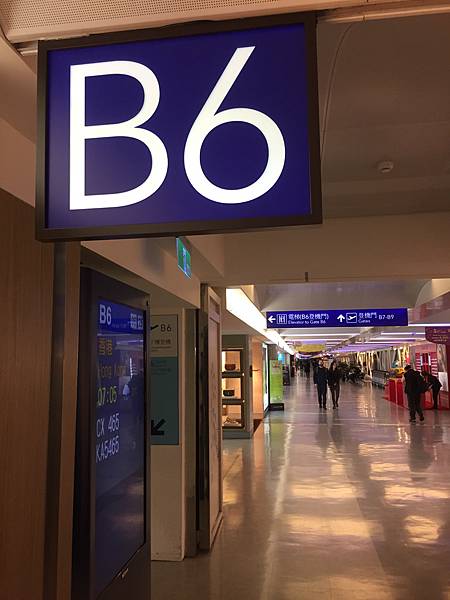 B6
B6
香港
Hong Kong
07:05
CX 465
KA5465
B6
電梯(B6登機門)
Elevator to Gate B6
登機門
Gates
B7-B9